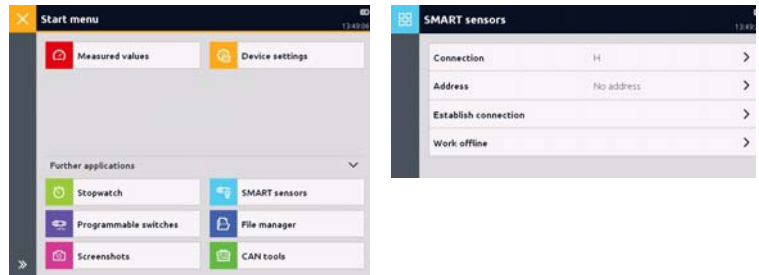 Start menu
13:49:06
Measured values
Device settings
Further applications
Stopwatch
SMART sensors
Programmable switches
File manager
Screenshots
CAN tools
SMART sensors
Connection H
Address No address
Establish connection
Work offline